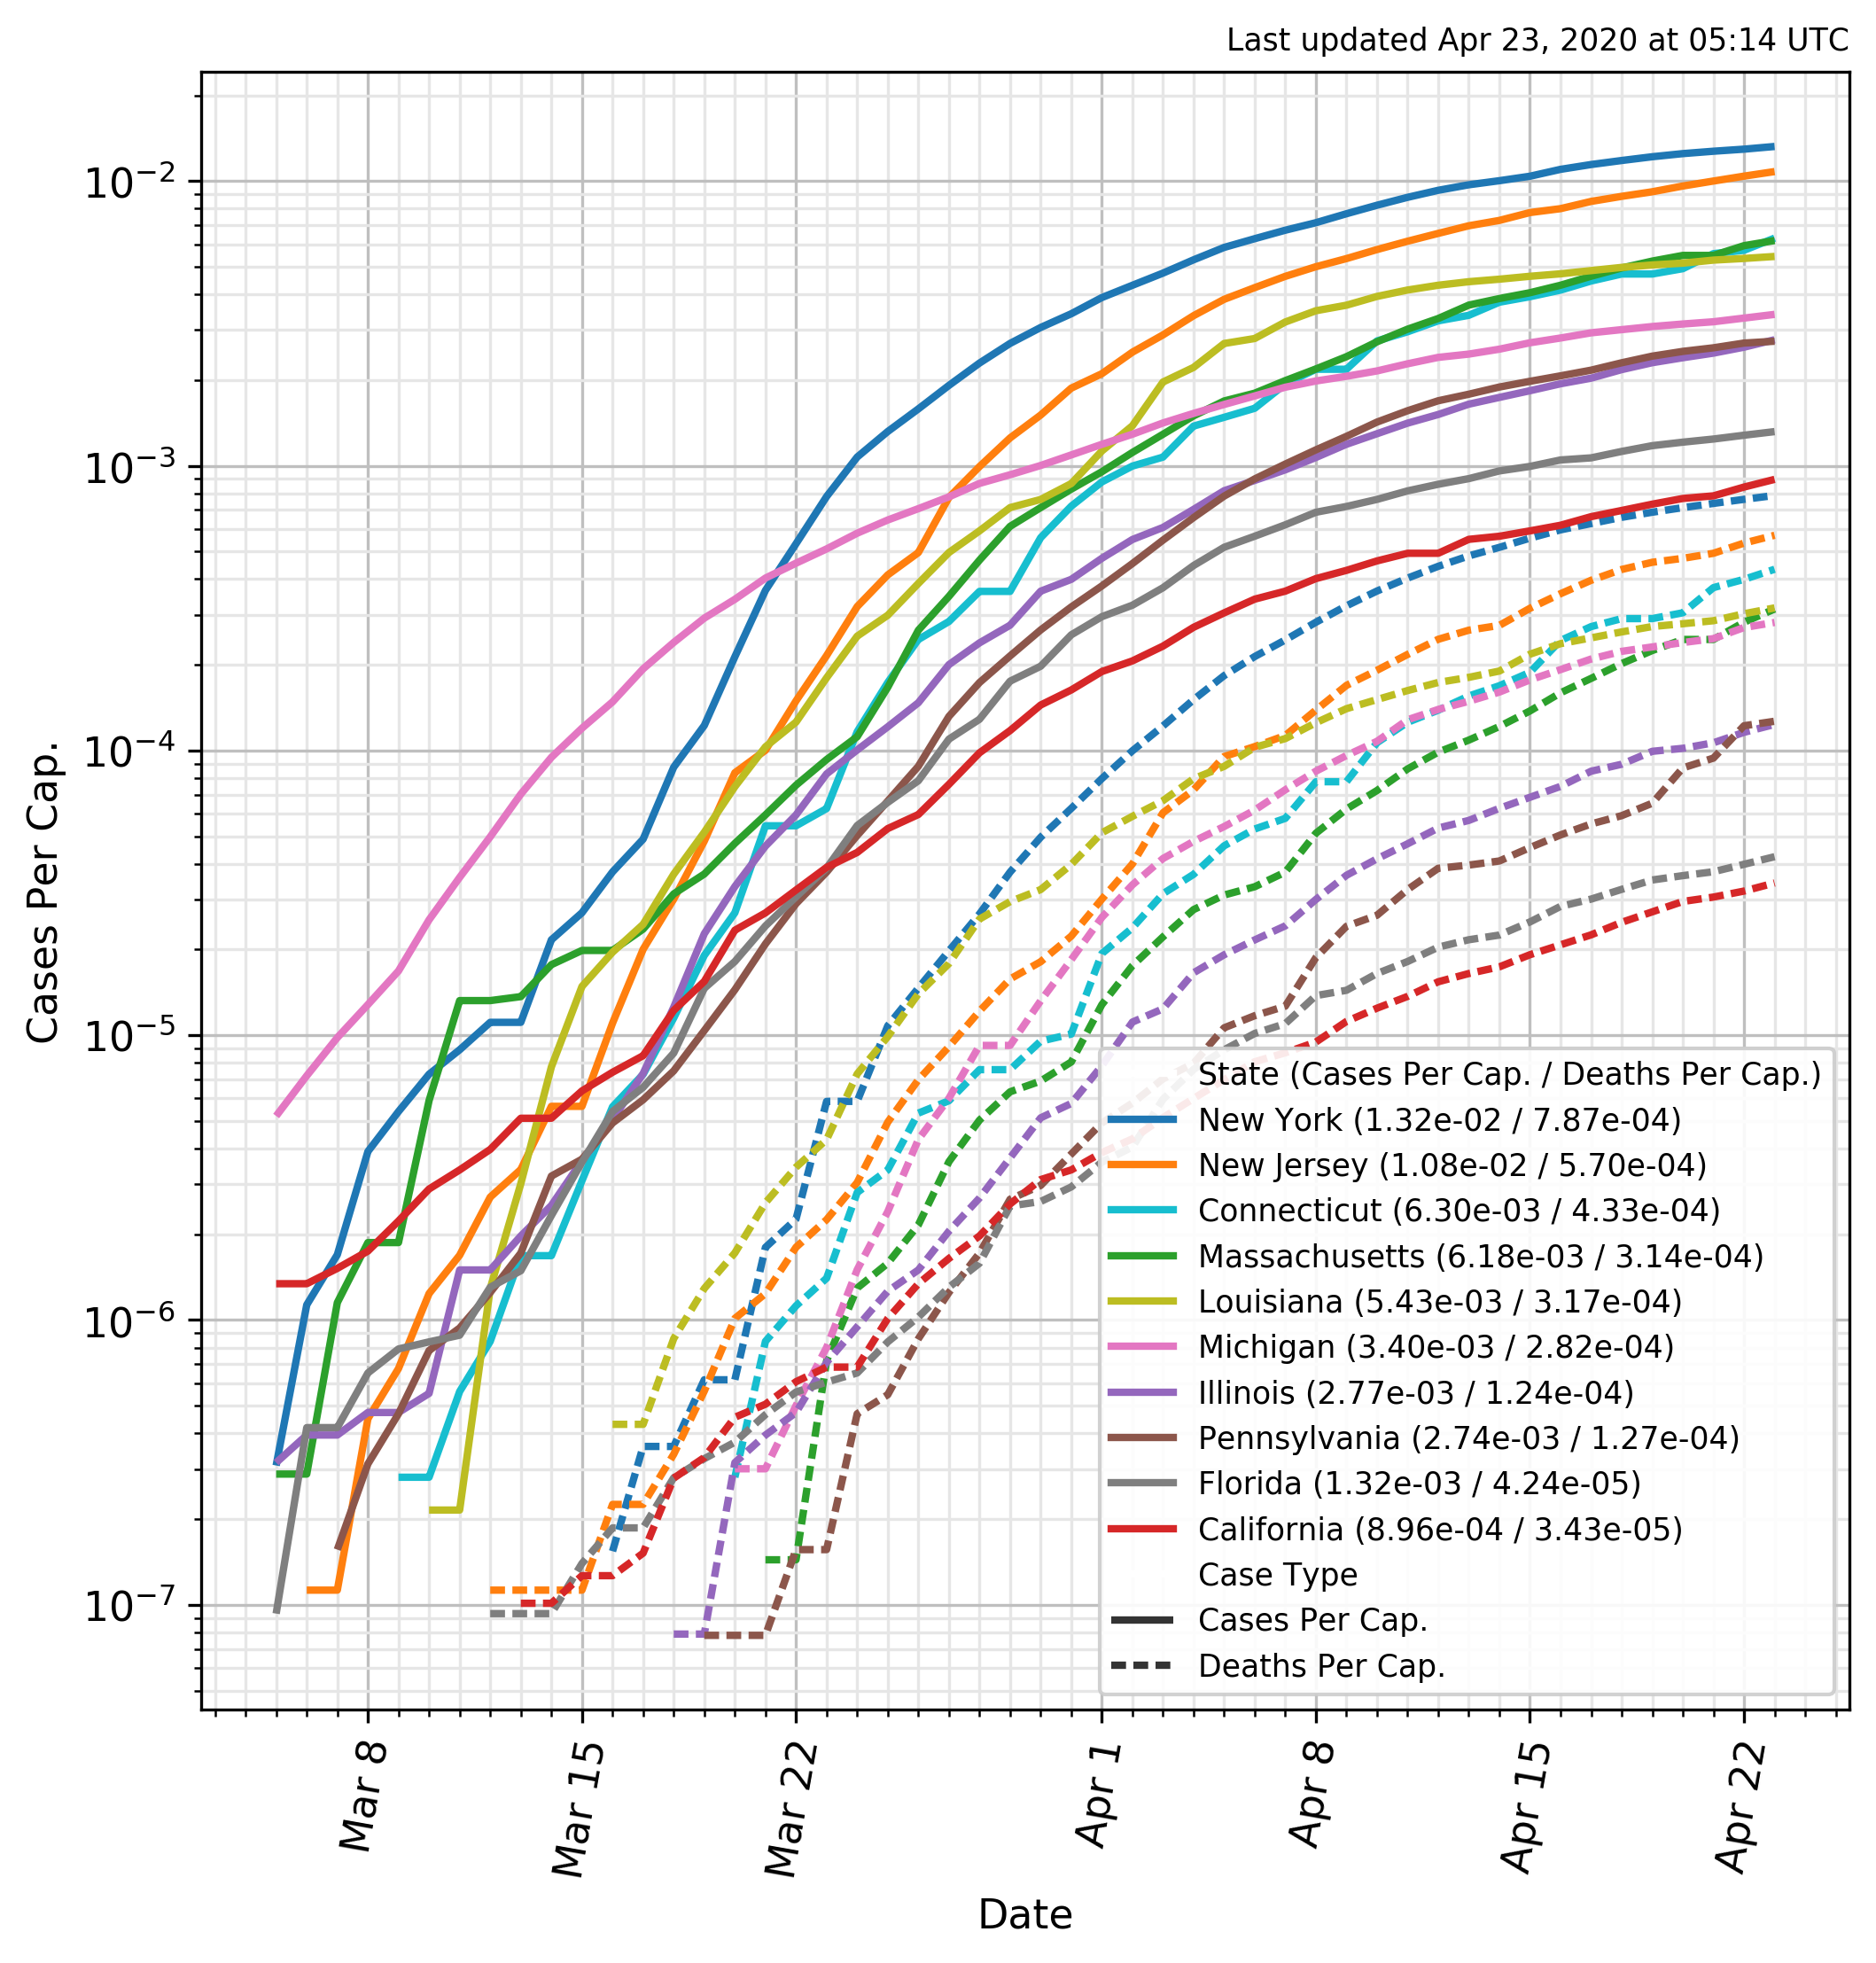 Last updated Apr 23, 2020 at 05:14 UTC
Cases Per Cap.
10⁻²
10⁻³
10⁻⁴
10⁻⁵
10⁻⁶
10⁻⁷
State (Cases Per Cap. / Deaths Per Cap.)
New York (1.32e-02 / 7.87e-04)
New Jersey (1.08e-02 / 5.70e-04)
Connecticut (6.30e-03 / 4.33e-04)
Massachusetts (6.18e-03 / 3.14e-04)
Louisiana (5.43e-03 / 3.17e-04)
Michigan (3.40e-03 / 2.82e-04)
Illinois (2.77e-03 / 1.24e-04)
Pennsylvania (2.74e-03 / 1.27e-04)
Florida (1.32e-03 / 4.24e-05)
California (8.96e-04 / 3.43e-05)
Case Type
Cases Per Cap.
Deaths Per Cap.
Mar 8
Mar 15
Mar 22
Apr 1
Apr 8
Apr 15
Apr 22
Date